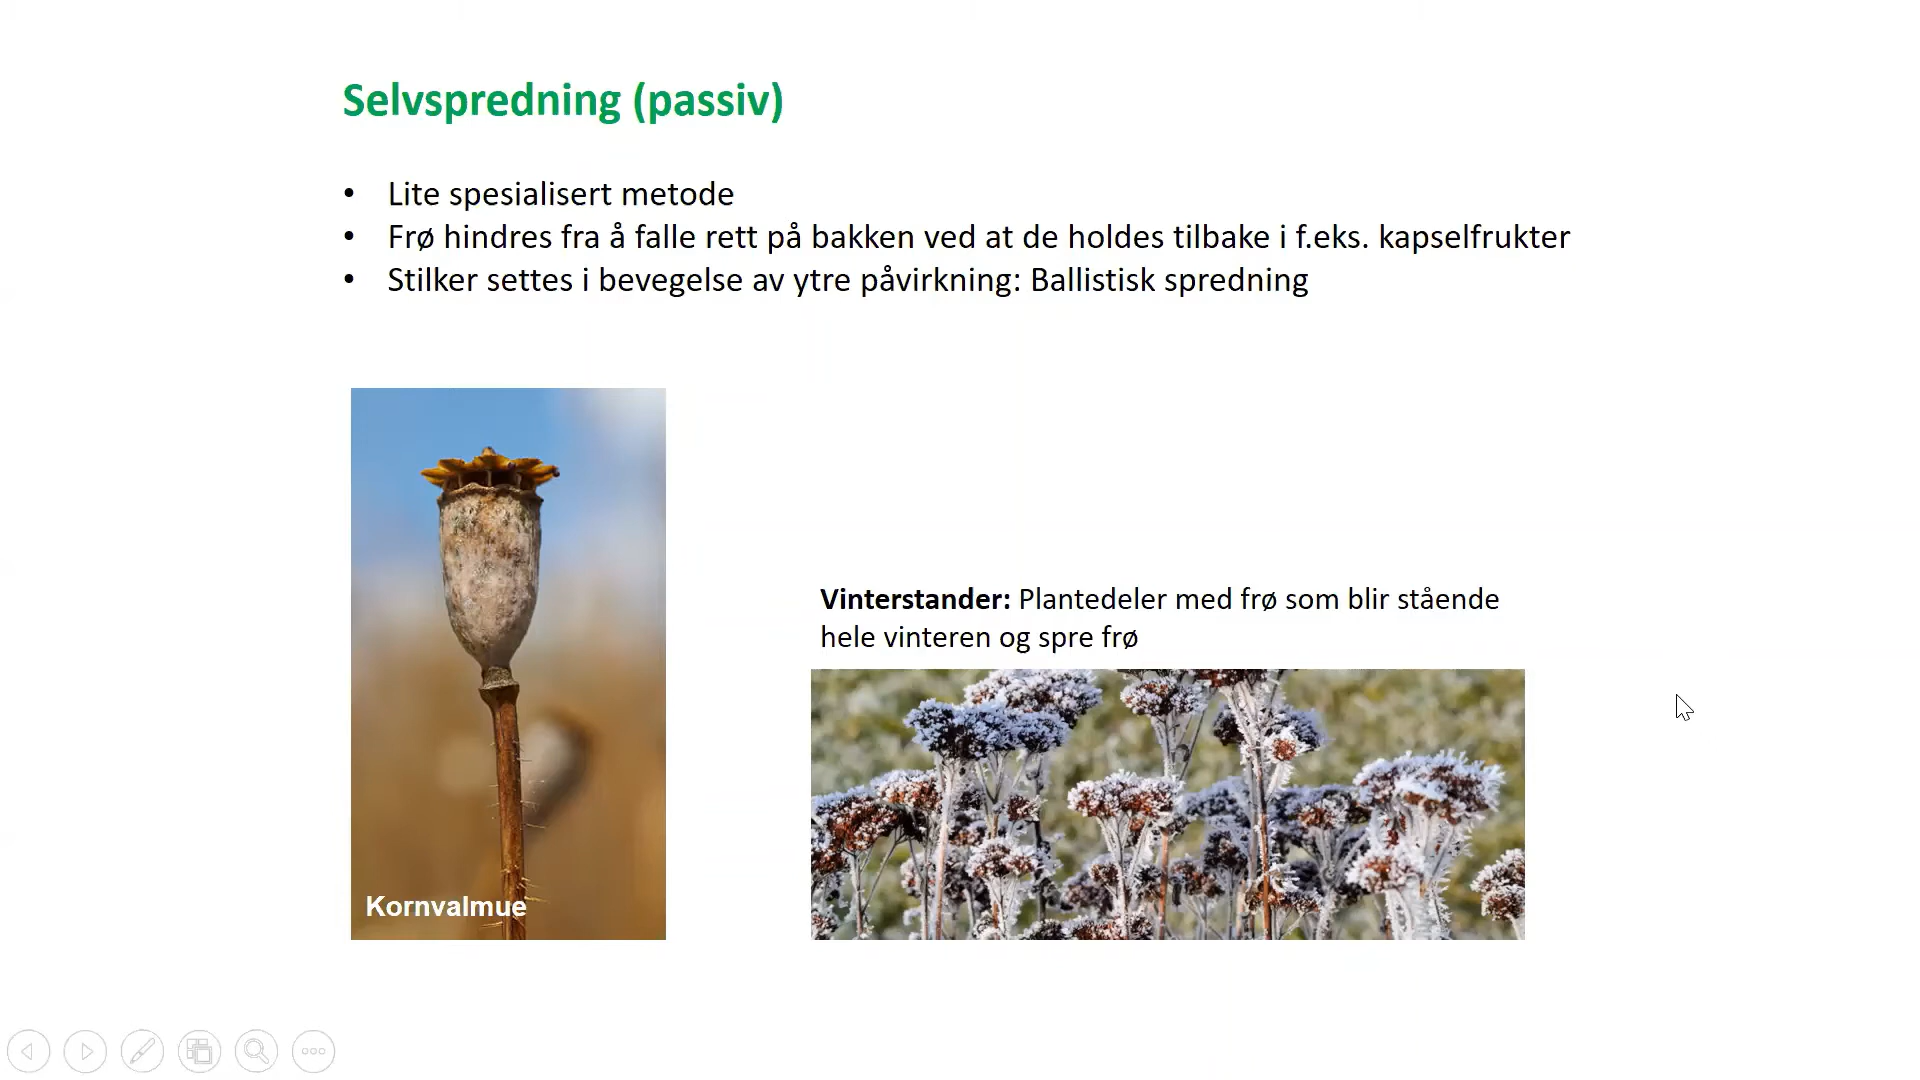 Selvspredning (passiv)
• Lite spesialisert metode
• Frø hindres fra å falle rett på bakken ved at de holdes tilbake i f.eks. kapselfrukter
• Stilker settes i bevegelse av ytre påvirkning: Ballistisk spredning
Vinterstander: Plantedeler med frø som blir stående
hele vinteren og spre frø
Kornvalmue